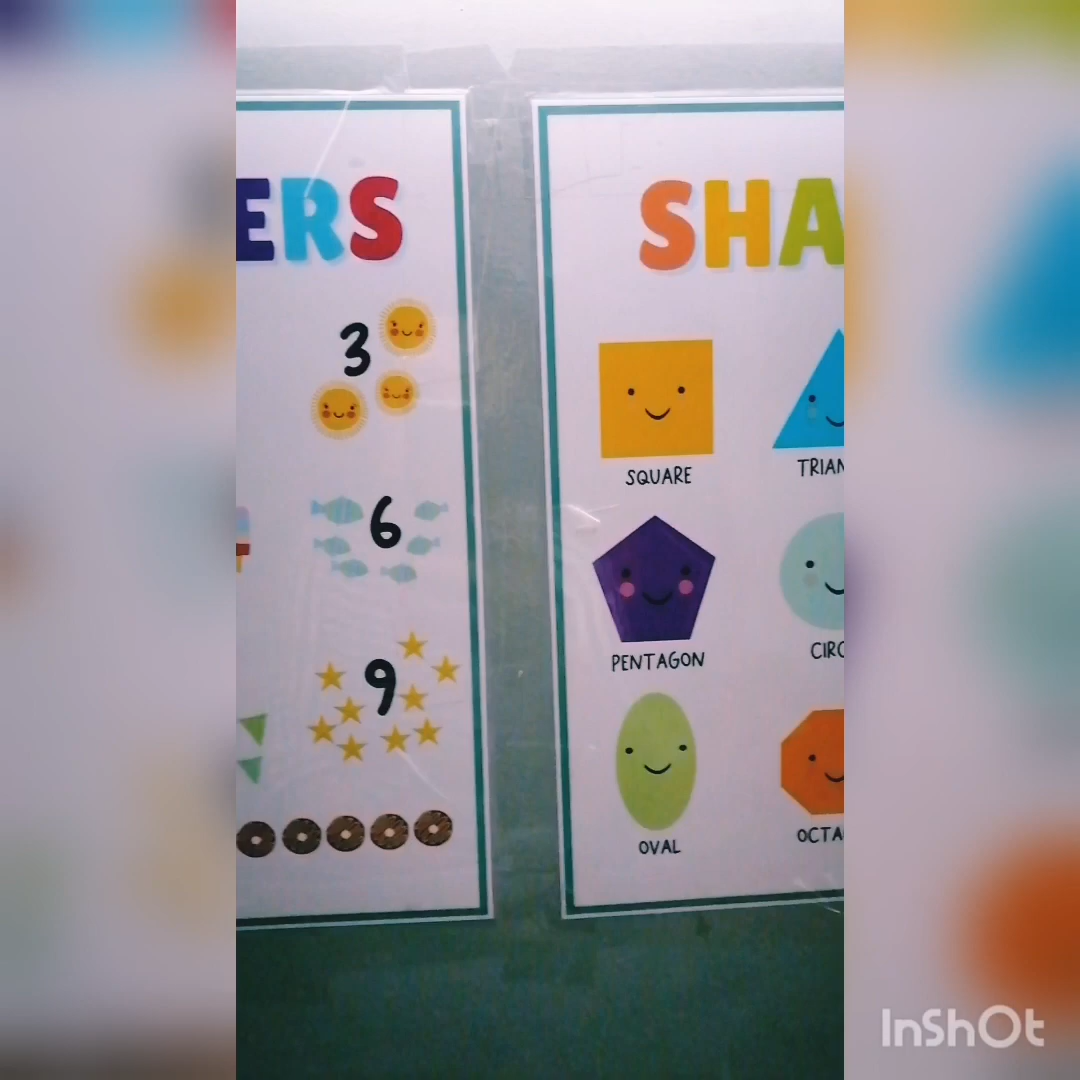 ERS
3
6
9
SHA
SQUARE
TRIAN
PENTAGON
CIRC
OVAL
OCTA
InShOt